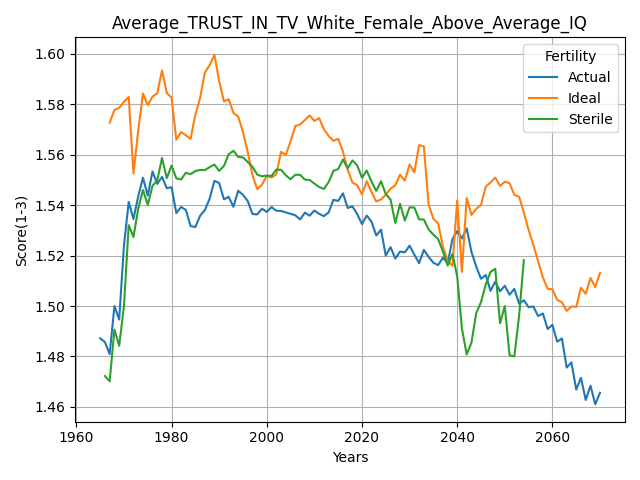 Average_TRUST_IN_TV_White_Female_Above_Average_IQ
Fertility
Actual
Ideal
Sterile
Score(1-3)
1.60
1.58
1.56
1.54
1.52
1.50
1.48
1.46
1960
1980
2000
2020
2040
2060
Years